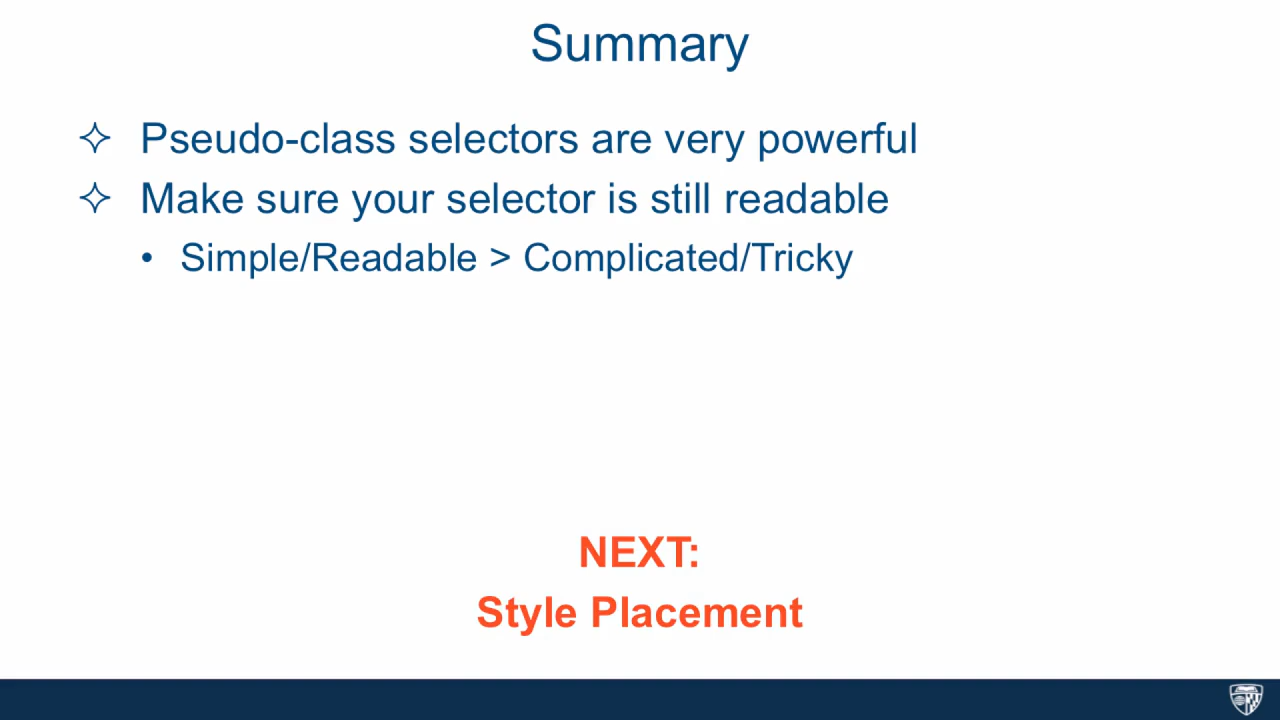 Summary
✧ Pseudo-class selectors are very powerful
✧ Make sure your selector is still readable
• Simple/Readable > Complicated/Tricky
NEXT:
Style Placement